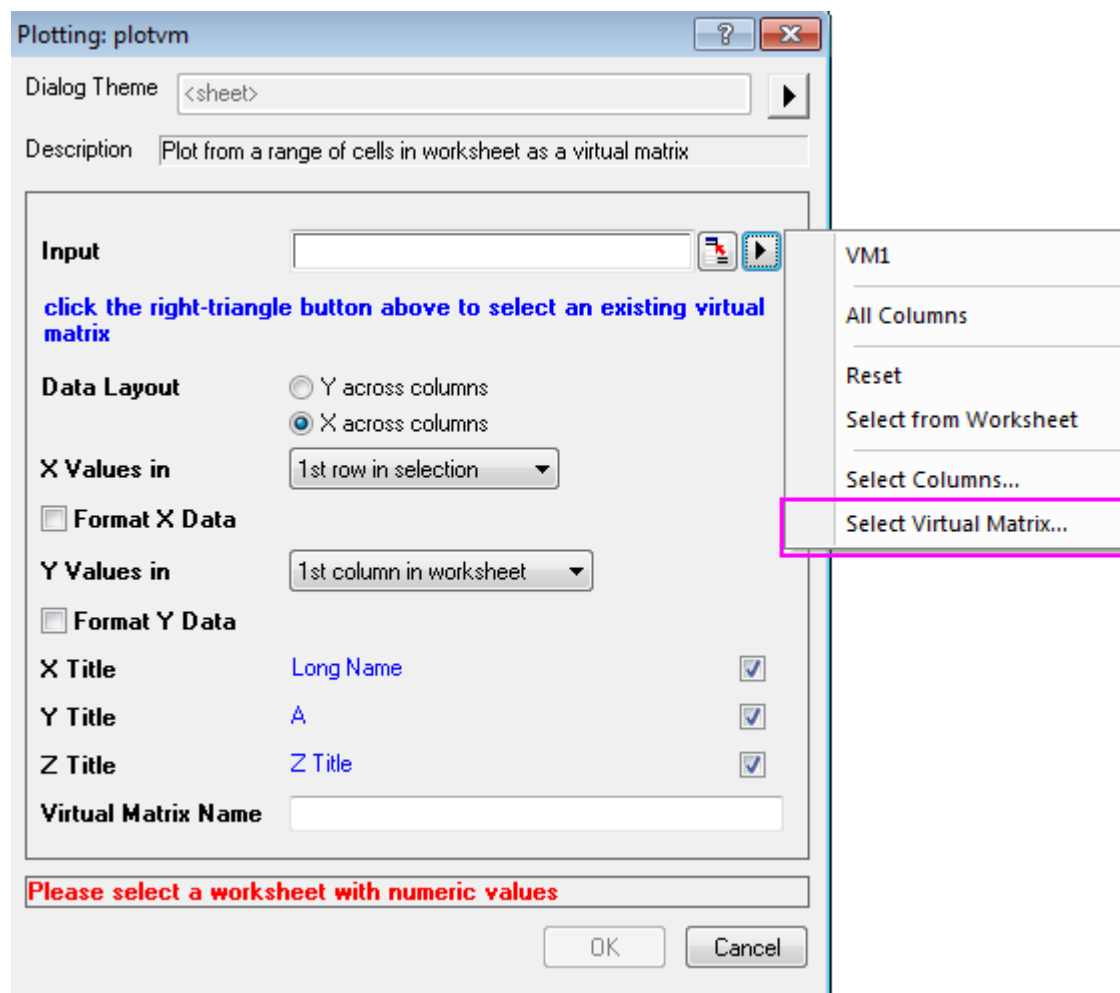 Plotting: plotvm
?
Dialog Theme
<sheet>
Description
Plot from a range of cells in worksheet as a virtual matrix
Input
click the right-triangle button above to select an existing virtual
matrix
Data Layout
Y across columns
X across columns
X Values in
1st row in selection
Format X Data
Y Values in
1st column in worksheet
Format Y Data
X Title
Long Name
Y Title
A
Z Title
Z Title
Virtual Matrix Name
Please select a worksheet with numeric values
OK
Cancel
VM1
All Columns
Reset
Select from Worksheet
Select Columns...
Select Virtual Matrix...